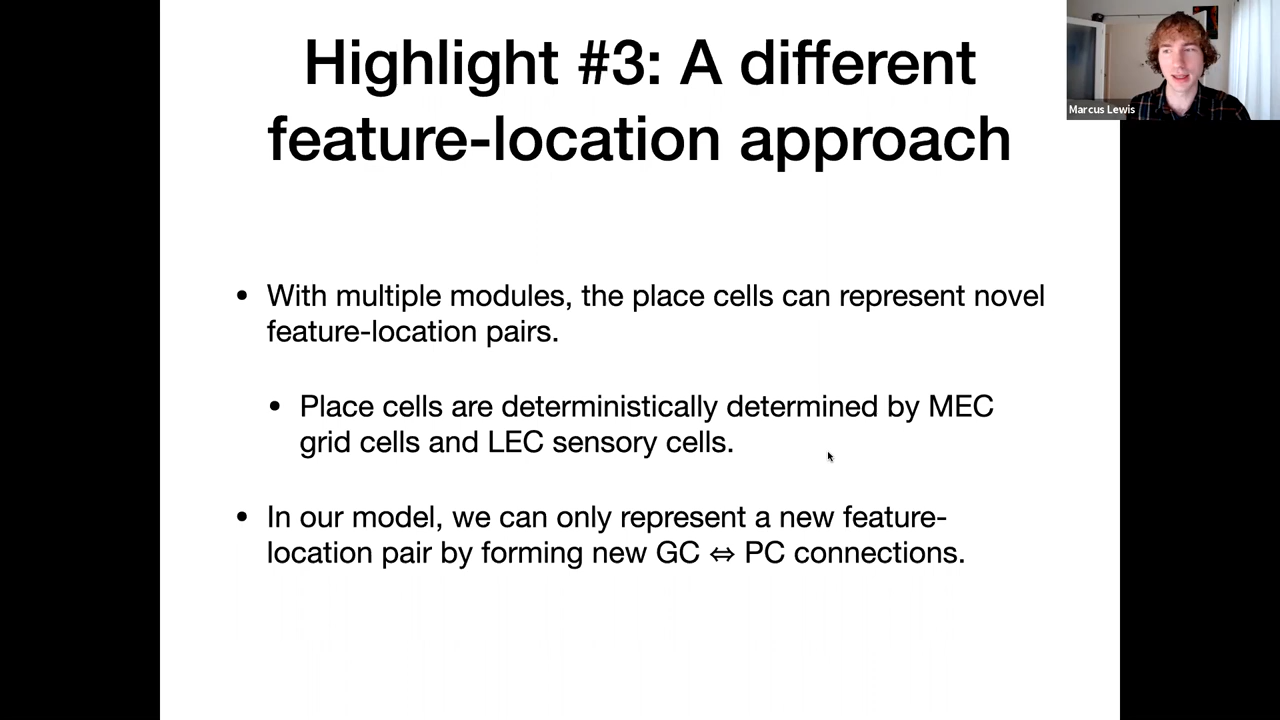 Highlight #3: A different
feature-location approach
Marcus Lewis
• With multiple modules, the place cells can represent novel
feature-location pairs.
• Place cells are deterministically determined by MEC
grid cells and LEC sensory cells.
• In our model, we can only represent a new feature-
location pair by forming new GC ⇔ PC connections.